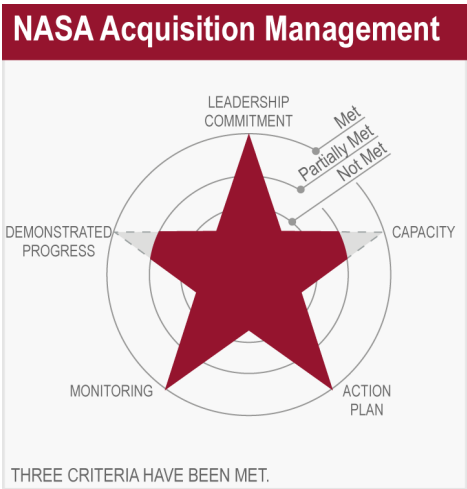 NASA Acquisition Management
LEADERSHIP
COMMITMENT
Met
Partially Met
Not Met
DEMONSTRATED
PROGRESS
CAPACITY
MONITORING
ACTION
PLAN
THREE CRITERIA HAVE BEEN MET.